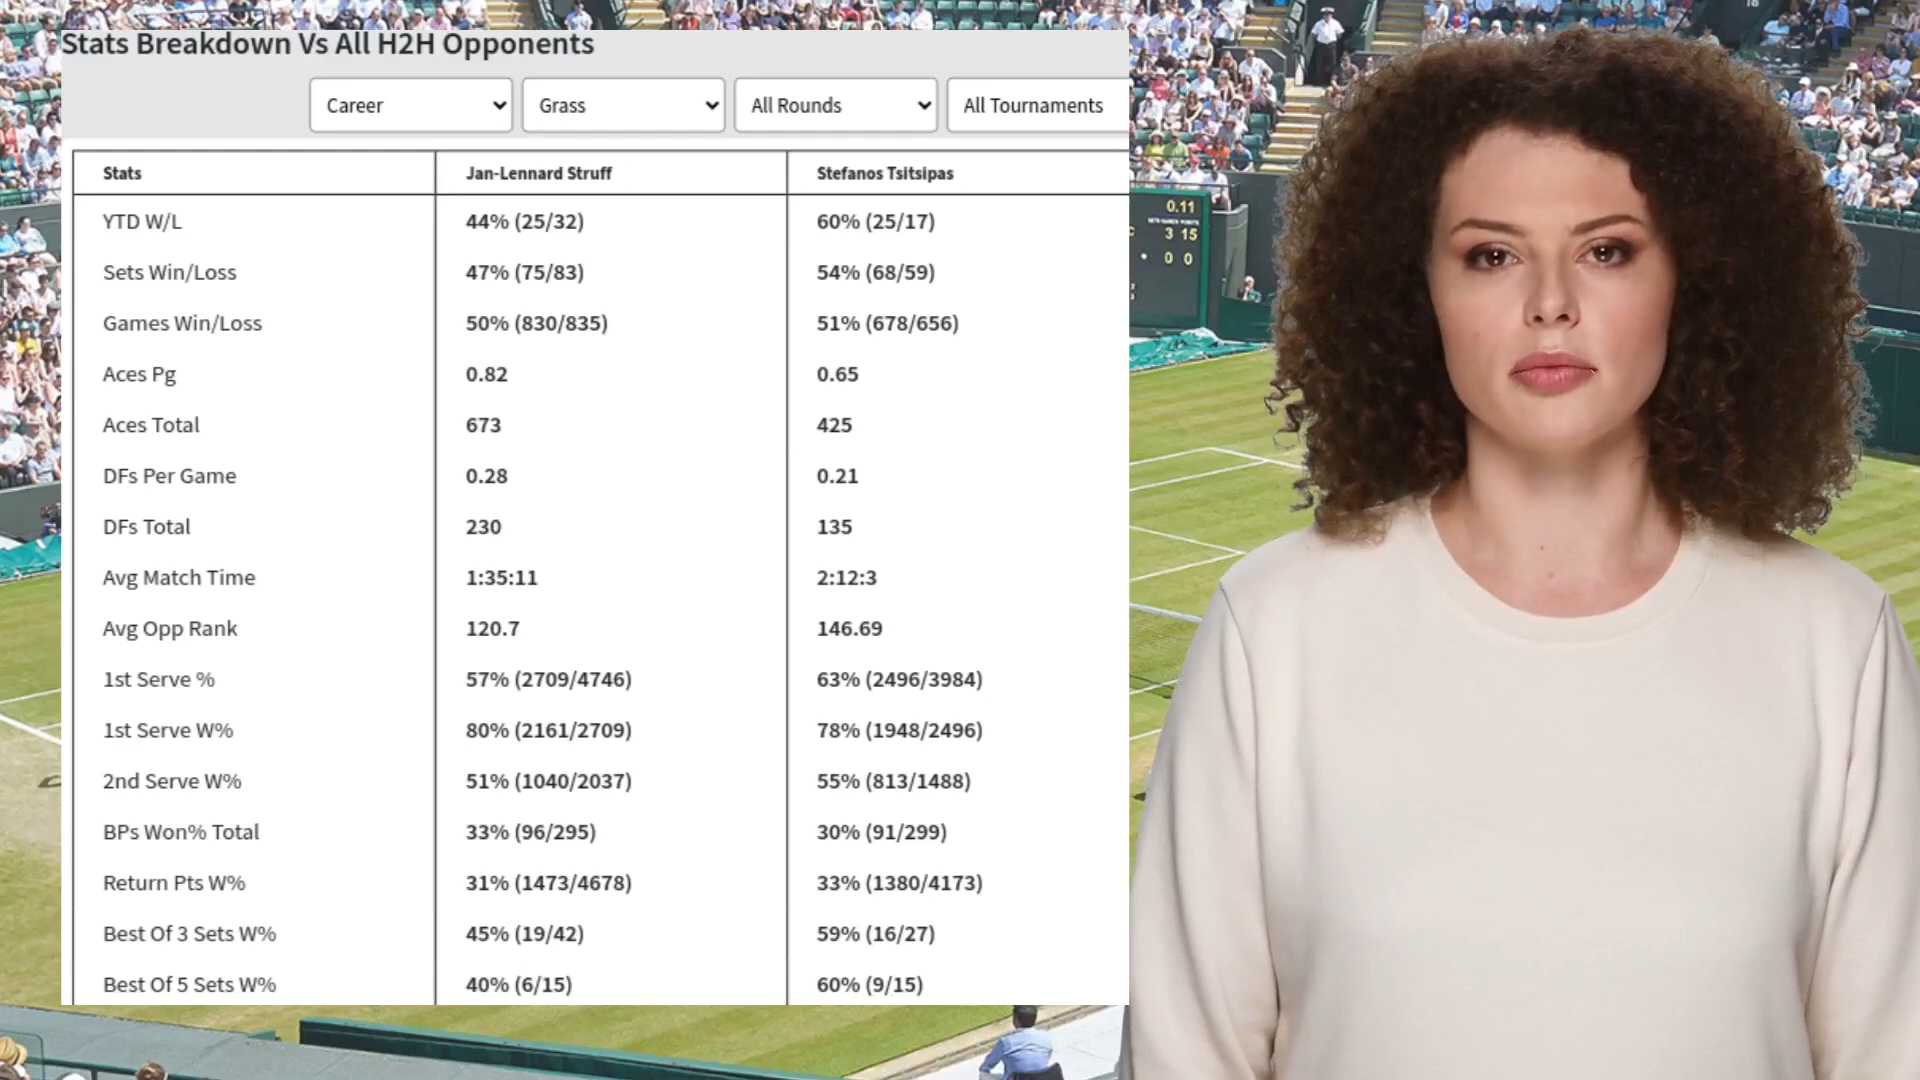 Stats Breakdown Vs All H2H Opponents
Career Grass All Rounds All Tournaments
Stats Jan-Lennard Struff Stefanos Tsitsipas
YTD W/L 44% (25/32) 60% (25/17)
Sets Win/Loss 47% (75/83) 54% (68/59)
Games Win/Loss 50% (830/835) 51% (678/656)
Aces Pg 0.82 0.65
Aces Total 673 425
DFs Per Game 0.28 0.21
DFs Total 230 135
Avg Match Time 1:35:11 2:12:3
Avg Opp Rank 120.7 146.69
1st Serve % 57% (2709/4746) 63% (2496/3984)
1st Serve W% 80% (2161/2709) 78% (1948/2496)
2nd Serve W% 51% (1040/2037) 55% (813/1488)
BPs Won% Total 33% (96/295) 30% (91/299)
Return Pts W% 31% (1473/4678) 33% (1380/4173)
Best Of 3 Sets W% 45% (19/42) 59% (16/27)
Best Of 5 Sets W% 40% (6/15) 60% (9/15)
18
0.11
3 15
0 0